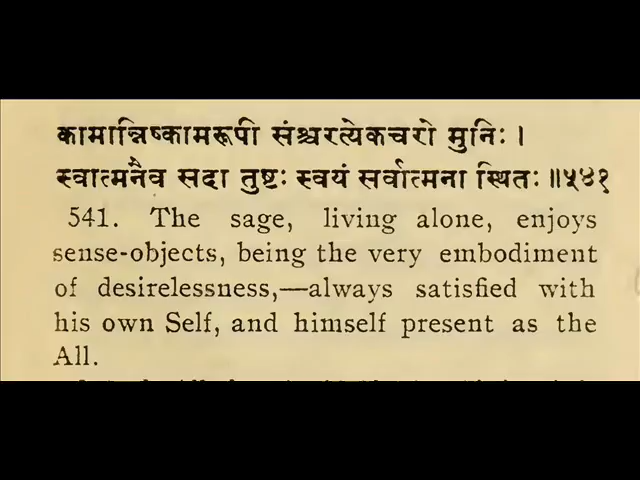 कामान्निष्कामरूपी संश्चरत्येकचरो मुनिः ।
स्वात्मनैव सदा तुष्टः स्वयं सर्वात्मना स्थितः ॥५४१
541. The sage, living alone, enjoys
sense-objects, being the very embodiment
of desirelessness,—always satisfied with
his own Self, and himself present as the
All.